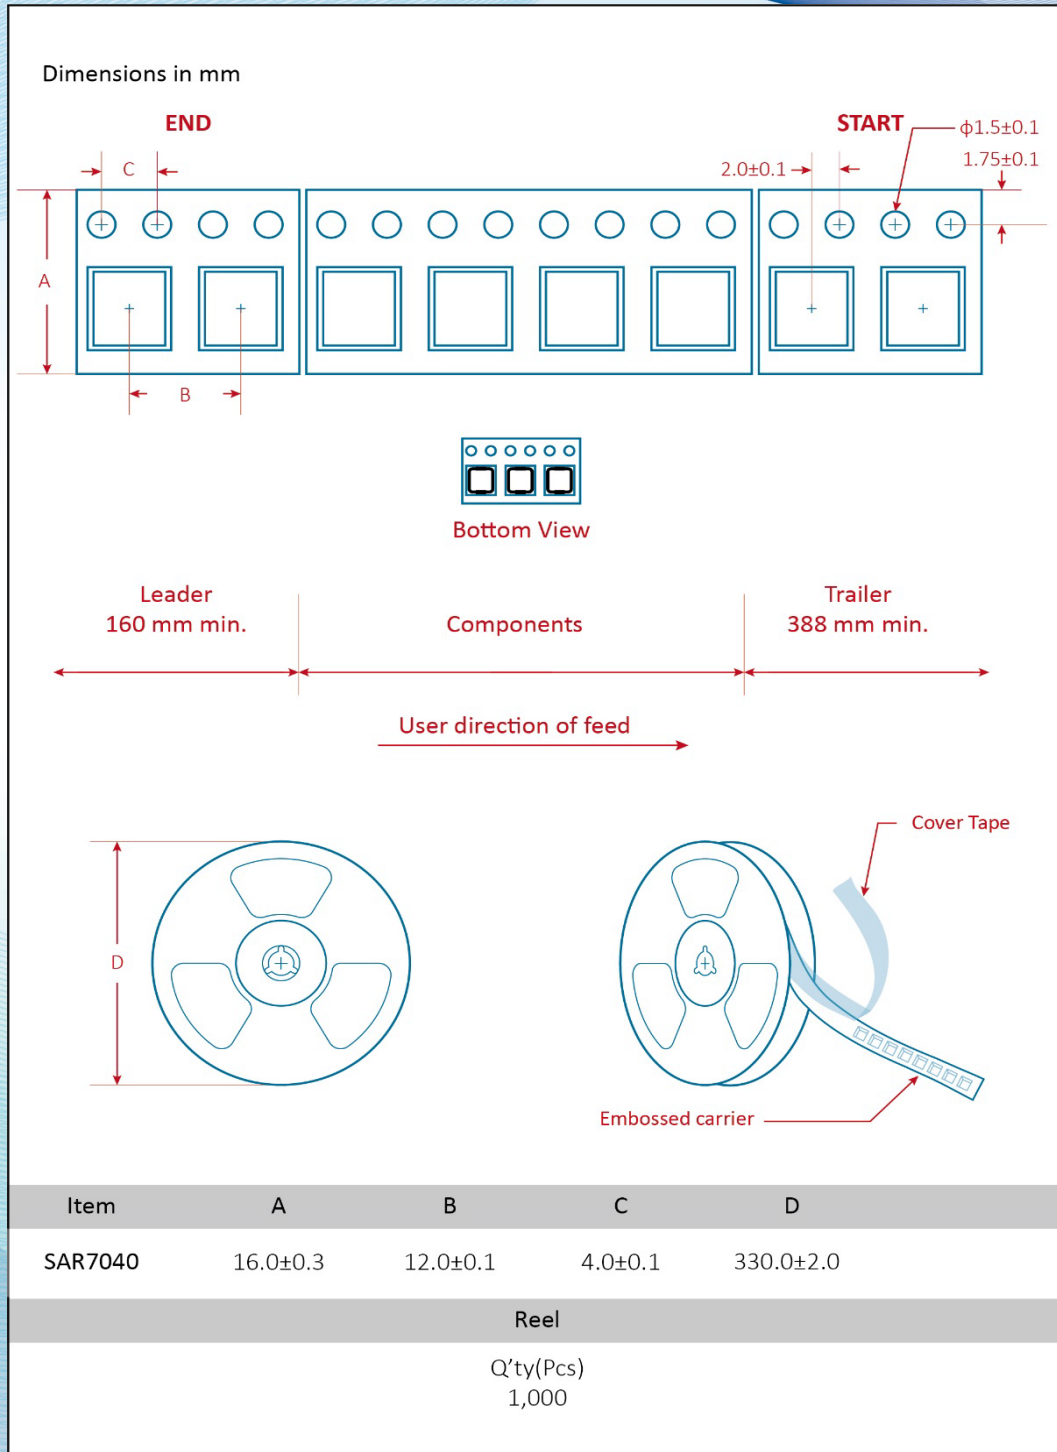 Dimensions in mm
END
START
ϕ1.5±0.1
C
2.0±0.1
1.75±0.1
A
B
Bottom View
Leader
160 mm min.
Components
Trailer
388 mm min.
User direction of feed
Cover Tape
D
Embossed carrier
Item A B C D
SAR7040 16.0±0.3 12.0±0.1 4.0±0.1 330.0±2.0
Reel
Q’ty(Pcs)
1,000